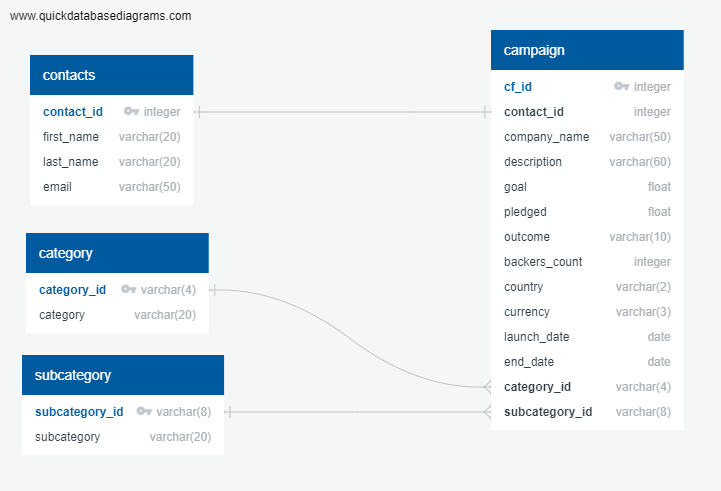 www.quickdatabasediagrams.com
contacts
contact_id integer
first_name varchar(20)
last_name varchar(20)
email varchar(50)
category
category_id varchar(4)
category varchar(20)
subcategory
subcategory_id varchar(8)
subcategory varchar(20)
campaign
cf_id integer
contact_id integer
company_name varchar(50)
description varchar(60)
goal float
pledged float
outcome varchar(10)
backers_count integer
country varchar(2)
currency varchar(3)
launch_date date
end_date date
category_id varchar(4)
subcategory_id varchar(8)